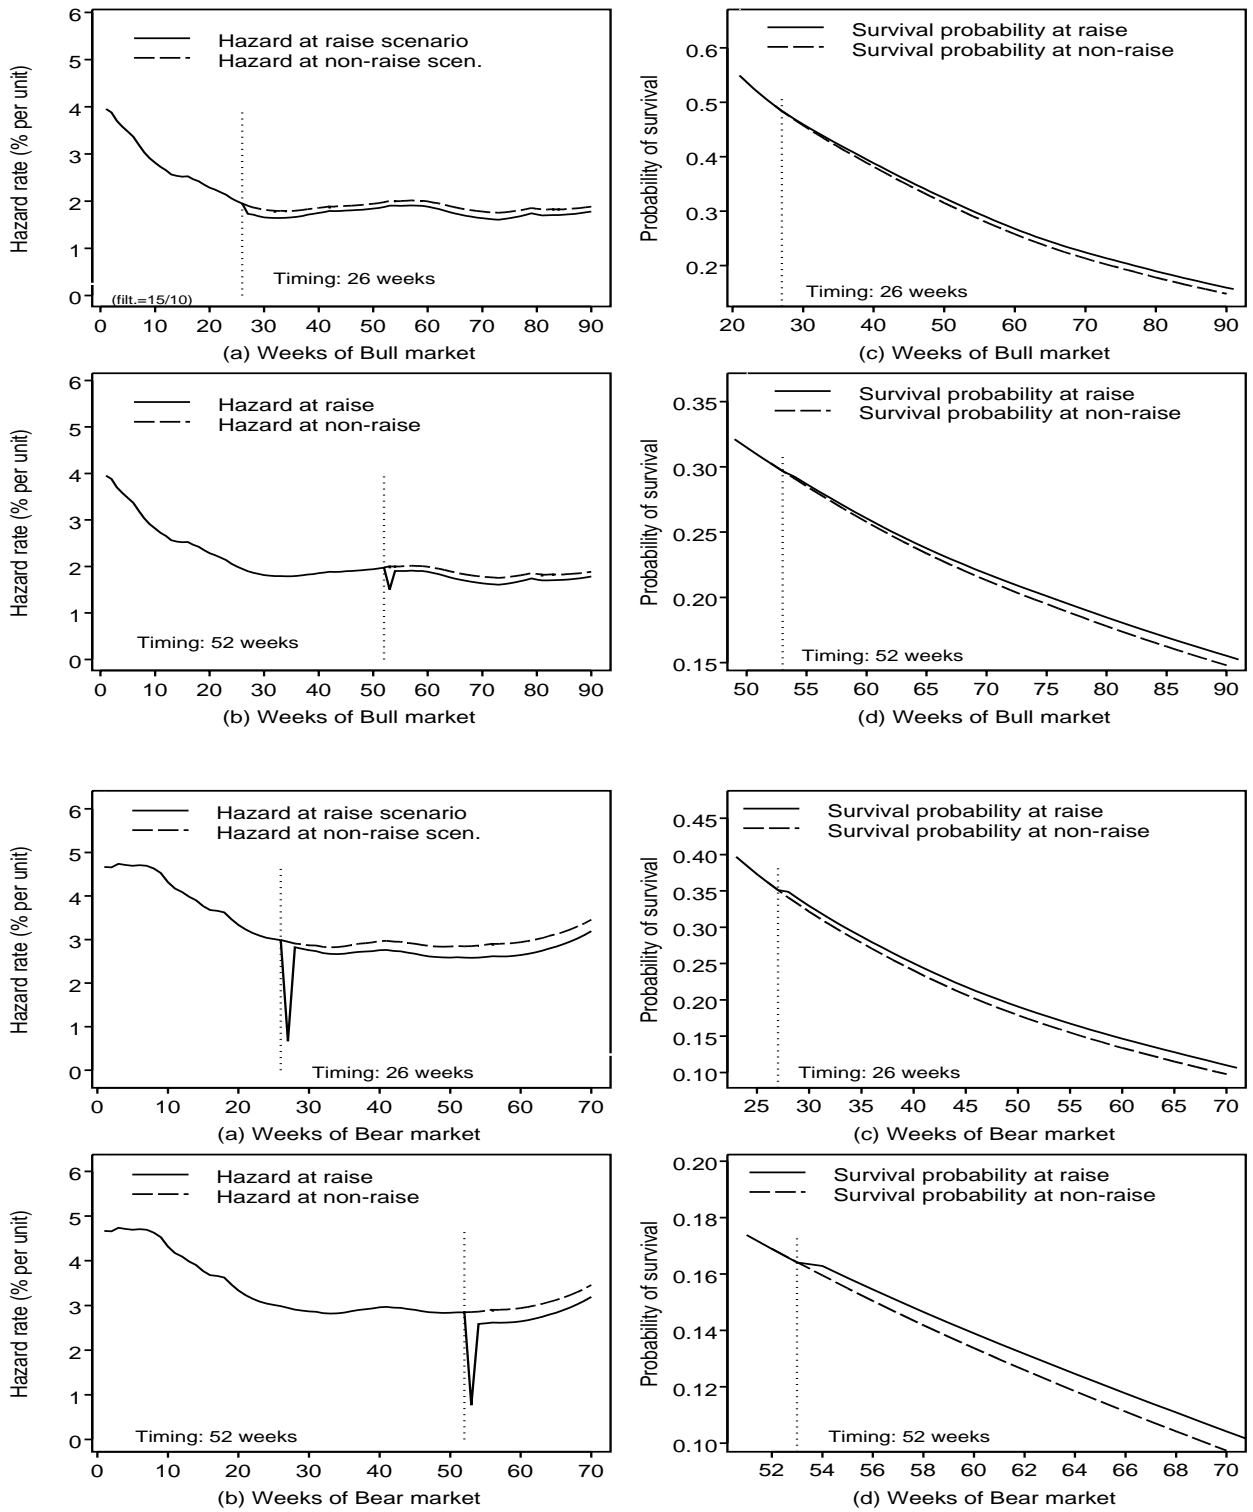 Hazard rate (% per unit)
6
5
4
3
2
1
0
Hazard at raise scenario
Hazard at non-raise scen.
Timing: 26 weeks
(filt.=15/10)
0 10 20 30 40 50 60 70 80 90
(a) Weeks of Bull market
Probability of survival
0.6
0.5
0.4
0.3
0.2
Survival probability at raise
Survival probability at non-raise
Timing: 26 weeks
20 30 40 50 60 70 80 90
(c) Weeks of Bull market
Hazard rate (% per unit)
6
5
4
3
2
1
0
Hazard at raise
Hazard at non-raise
Timing: 52 weeks
0 10 20 30 40 50 60 70 80 90
(b) Weeks of Bull market
Probability of survival
0.35
0.30
0.25
0.20
0.15
Survival probability at raise
Survival probability at non-raise
Timing: 52 weeks
50 55 60 65 70 75 80 85 90
(d) Weeks of Bull market
Hazard rate (% per unit)
6
5
4
3
2
1
0
Hazard at raise scenario
Hazard at non-raise scen.
Timing: 26 weeks
0 10 20 30 40 50 60 70
(a) Weeks of Bear market
Probability of survival
0.45
0.40
0.35
0.30
0.25
0.20
0.15
0.10
Survival probability at raise
Survival probability at non-raise
Timing: 26 weeks
25 30 35 40 45 50 55 60 65 70
(c) Weeks of Bear market
Hazard rate (% per unit)
6
5
4
3
2
1
0
Hazard at raise
Hazard at non-raise
Timing: 52 weeks
0 10 20 30 40 50 60 70
(b) Weeks of Bear market
Probability of survival
0.20
0.18
0.16
0.14
0.12
0.10
Survival probability at raise
Survival probability at non-raise
Timing: 52 weeks
52 54 56 58 60 62 64 66 68 70
(d) Weeks of Bear market